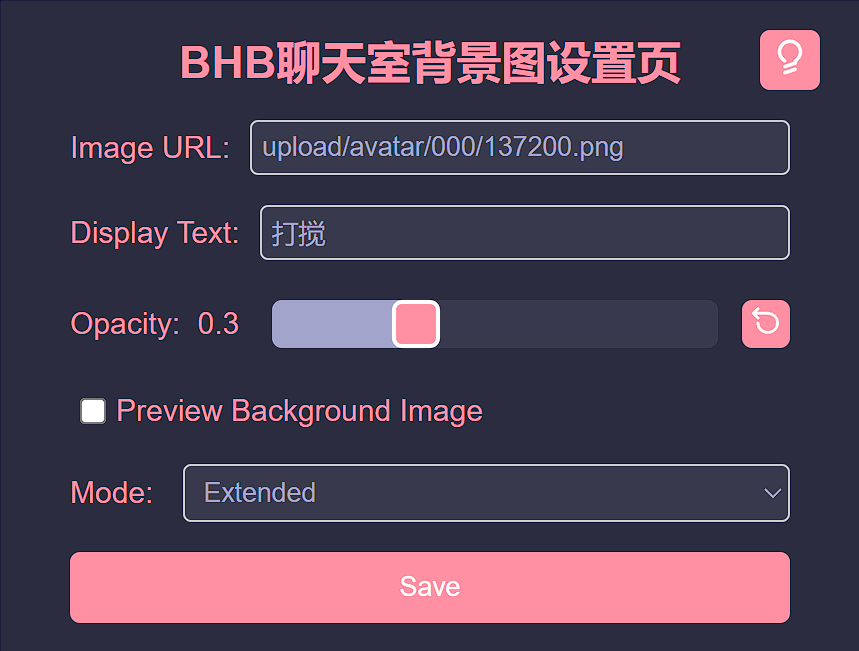 BHB聊天室背景图设置页
Image URL: upload/avatar/000/137200.png
Display Text: 打搅
Opacity: 0.3
Preview Background Image
Mode: Extended
Save